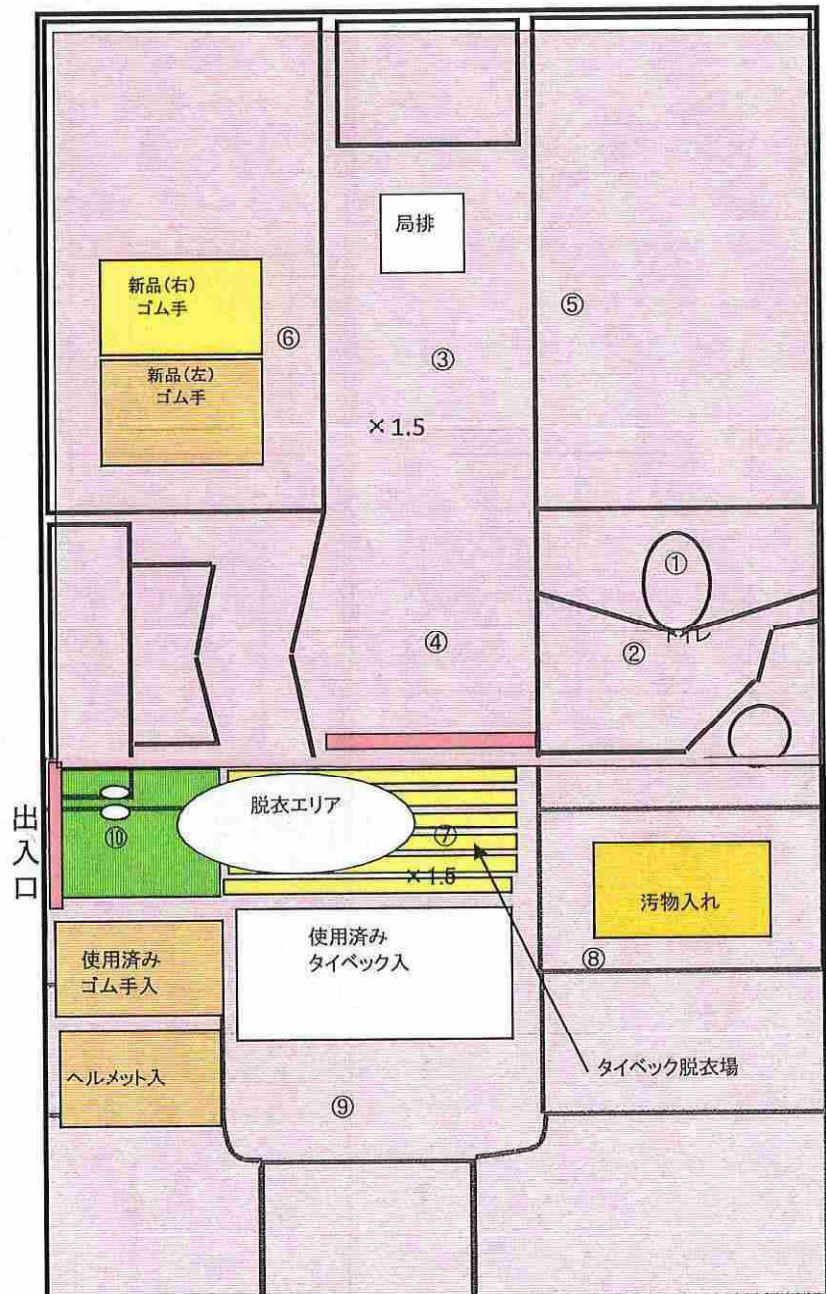 局排
新品(右)
ゴム手
新品(左)
ゴム手
⑥
③
⑤
×1.5
①
④
②
トイレ
出入口
脱衣エリア
⑩
⑦
×1.5
汚物入れ
使用済み
ゴム手入
使用済み
タイベック入
⑧
ヘルメット入
タイベック脱衣場
⑨